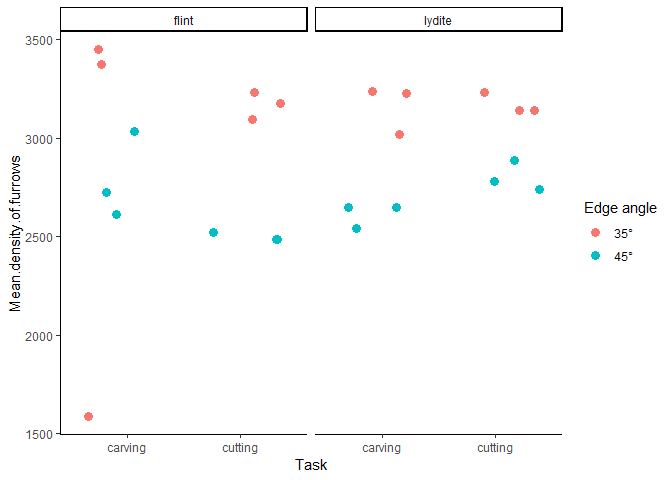 flint
lydite
3500
3000
2500
2000
1500
Mean.density.of.furrows
carving
cutting
carving
cutting
Task
Edge angle
35°
45°